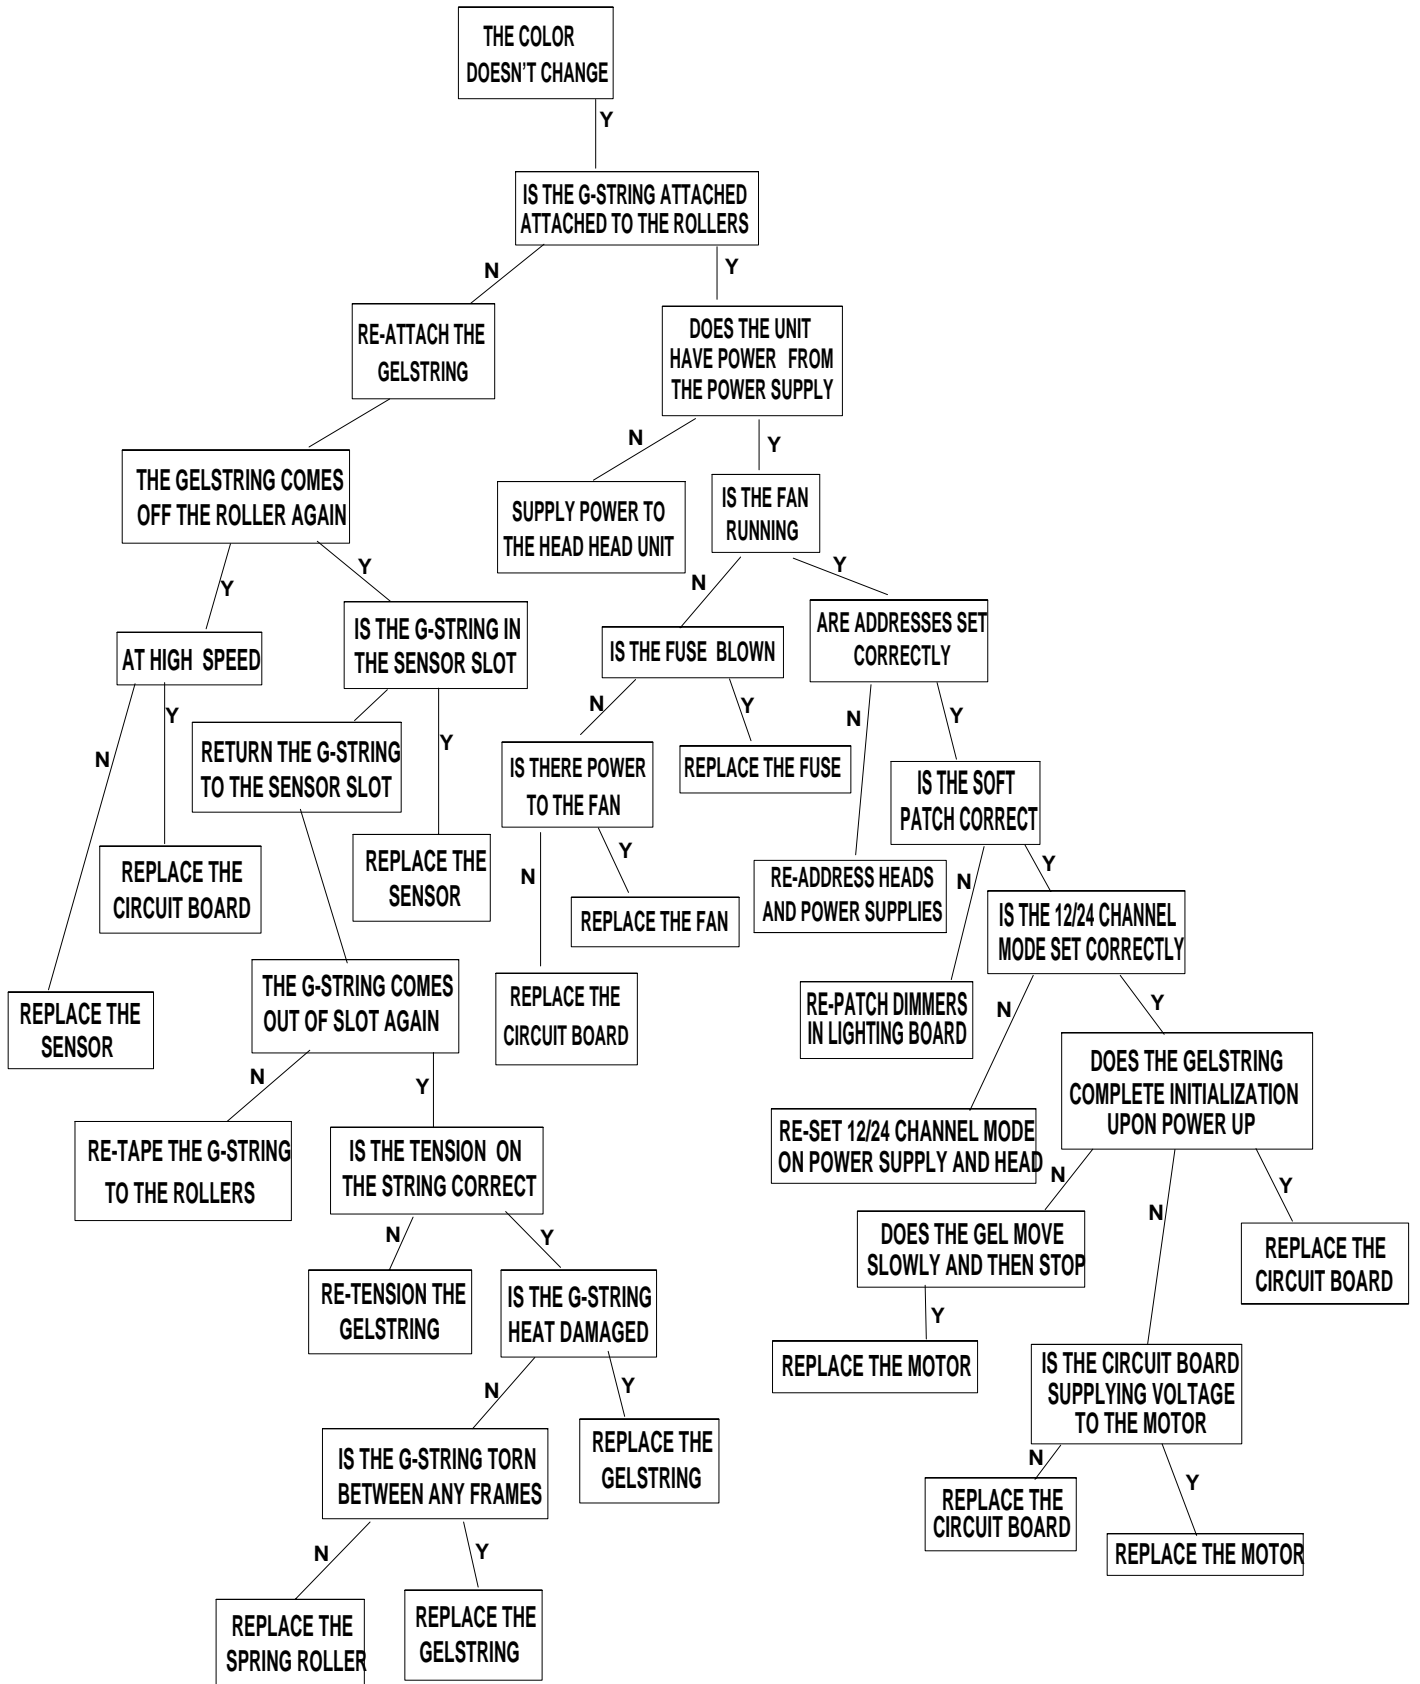 THE COLOR
DOESN'T CHANGE
Y
IS THE G-STRING ATTACHED
ATTACHED TO THE ROLLERS
N
Y
RE-ATTACH THE
GELSTRING
DOES THE UNIT
HAVE POWER FROM
THE POWER SUPPLY
N
Y
THE GELSTRING COMES
OFF THE ROLLER AGAIN
SUPPLY POWER TO
THE HEAD HEAD UNIT
IS THE FAN
RUNNING
Y
Y
N
Y
AT HIGH SPEED
IS THE G-STRING IN
THE SENSOR SLOT
IS THE FUSE BLOWN
ARE ADDRESSES SET
CORRECTLY
N
Y
Y
N
Y
N
Y
RETURN THE G-STRING
TO THE SENSOR SLOT
IS THERE POWER
TO THE FAN
REPLACE THE FUSE
IS THE SOFT
PATCH CORRECT
REPLACE THE
CIRCUIT BOARD
REPLACE THE
SENSOR
N
Y
RE-ADDRESS HEADS
AND POWER SUPPLIES
N
Y
REPLACE THE FAN
IS THE 12/24 CHANNEL
MODE SET CORRECTLY
REPLACE THE
SENSOR
THE G-STRING COMES
OUT OF SLOT AGAIN
REPLACE THE
CIRCUIT BOARD
RE-PATCH DIMMERS
IN LIGHTING BOARD
N
Y
N
Y
DOES THE GELSTRING
COMPLETE INITIALIZATION
UPON POWER UP
RE-TAPE THE G-STRING
TO THE ROLLERS
IS THE TENSION ON
THE STRING CORRECT
RE-SET 12/24 CHANNEL MODE
ON POWER SUPPLY AND HEAD
N
N
Y
N
Y
DOES THE GEL MOVE
SLOWLY AND THEN STOP
REPLACE THE
CIRCUIT BOARD
RE-TENSION THE
GELSTRING
IS THE G-STRING
HEAT DAMAGED
Y
REPLACE THE MOTOR
IS THE CIRCUIT BOARD
SUPPLYING VOLTAGE
TO THE MOTOR
N
Y
IS THE G-STRING TORN
BETWEEN ANY FRAMES
REPLACE THE
GELSTRING
N
Y
REPLACE THE
CIRCUIT BOARD
REPLACE THE MOTOR
N
Y
REPLACE THE
SPRING ROLLER
REPLACE THE
GELSTRING